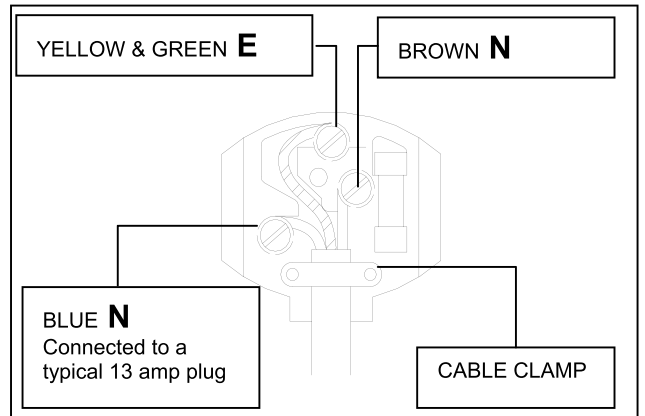 YELLOW & GREEN E
BROWN N
BLUE N
Connected to a
typical 13 amp plug
CABLE CLAMP